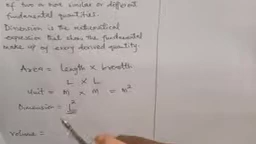 of two or more similar or different
fundamental quantities.
Dimension is the mathematical
expression that show the fundamental
make up of every derived quantity.
Area = Length x breadth
L x L
Unit = m x m = m²
Dimension = L²
Volume =